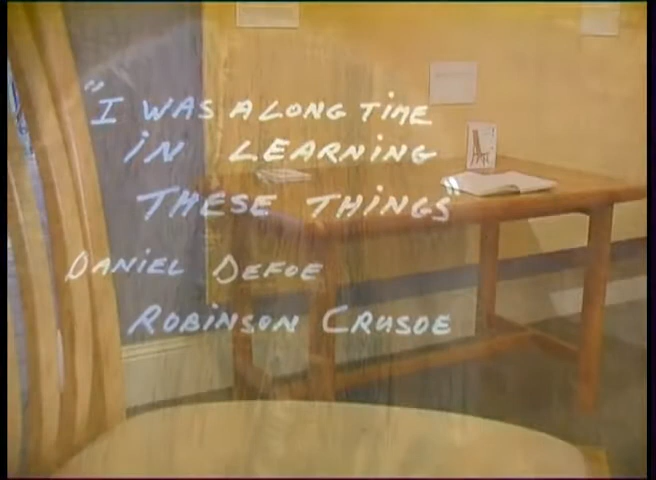 "I WAS A LONG TIME
IN LEARNING
THESE THINGS"
DANIEL DEFOE
ROBINSON CRUSOE